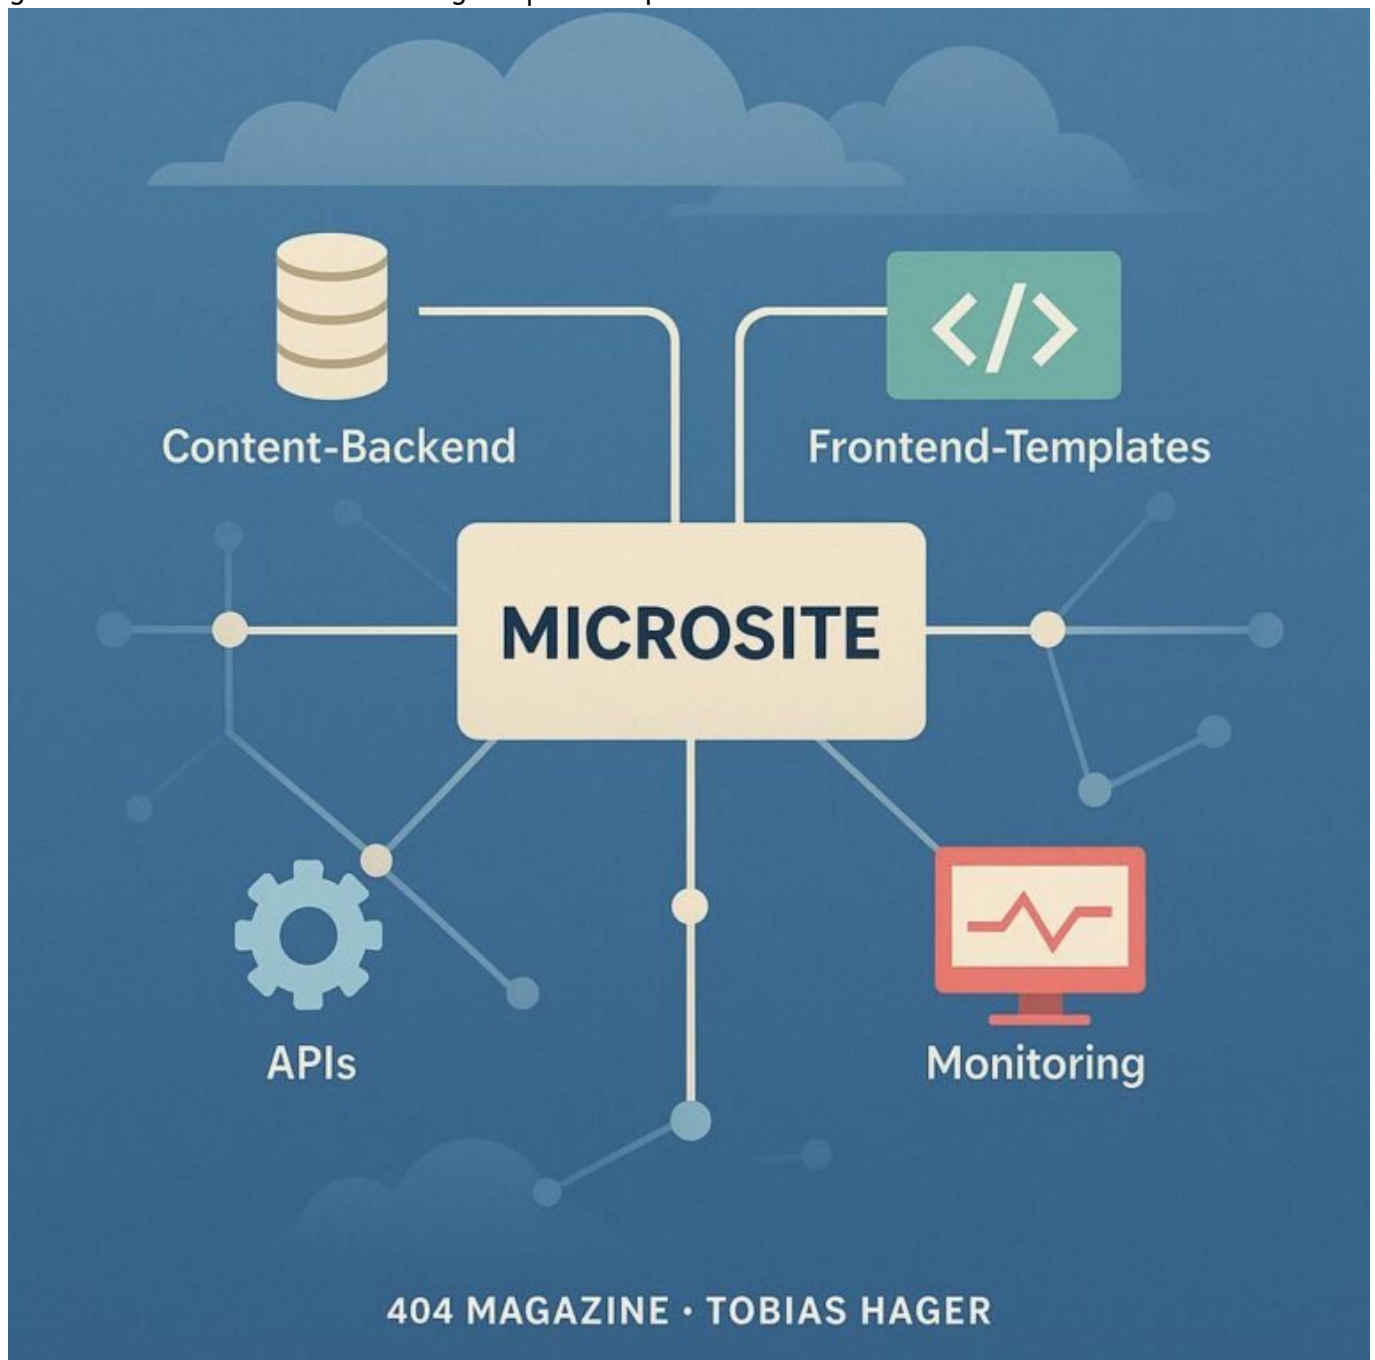 Content-Backend
Frontend-Templates
MICROSITE
APIs
Monitoring
404 MAGAZINE · TOBIAS HAGER